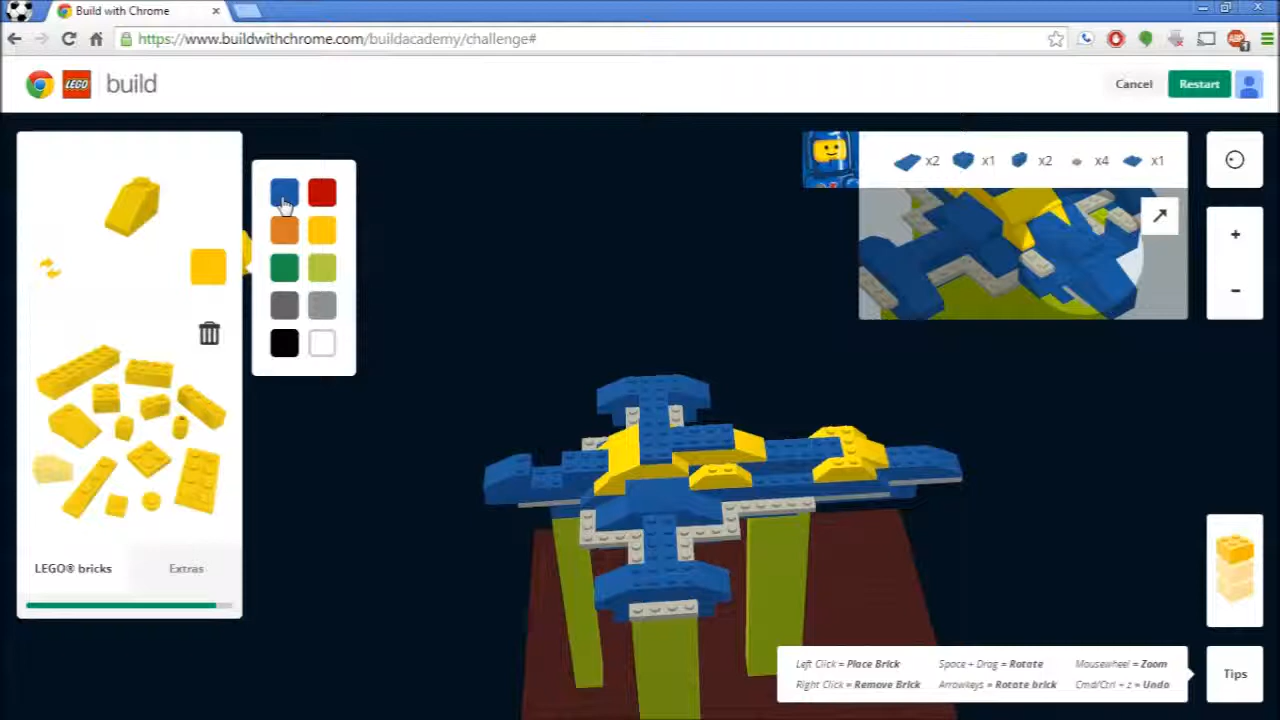 Build with Chrome
https://www.buildwithchrome.com/buildacademy/challenge#
LEGO build
Cancel
Restart
x2 x1 x2 x4 x1
LEGO® bricks
Extras
Left Click = Place Brick Space + Drag = Rotate Mousewheel = Zoom
Right Click = Remove Brick Arrowkeys = Rotate brick Cmd/Ctrl + z = Undo
Tips